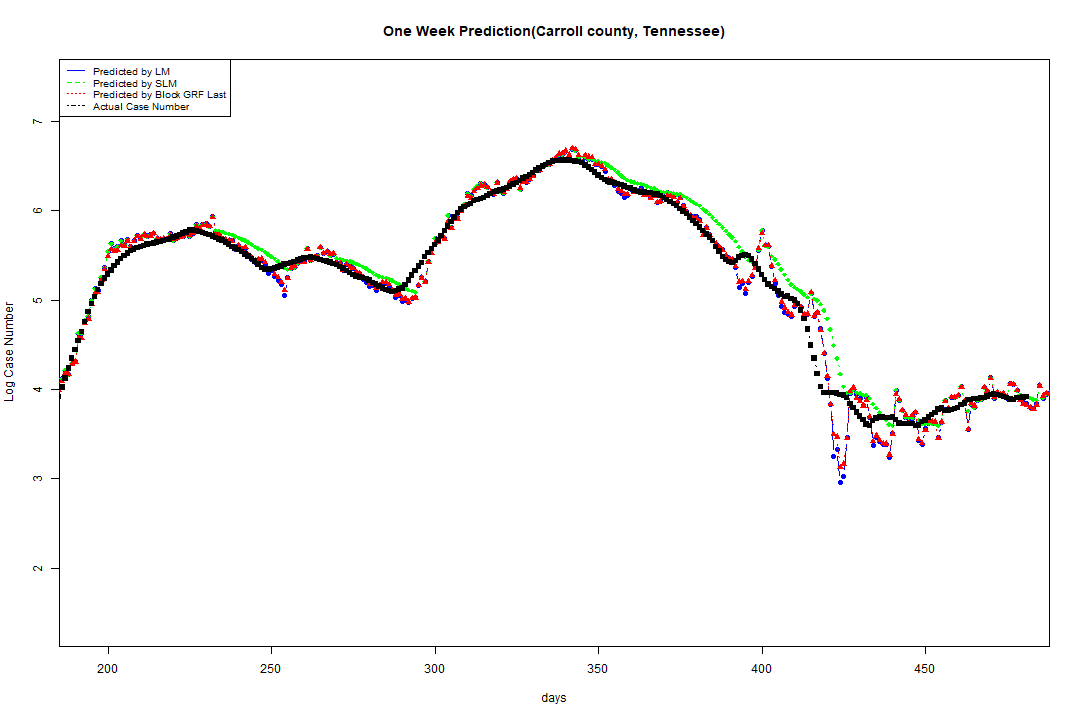 One Week Prediction(Carroll county, Tennessee)
Predicted by LM
Predicted by SLM
Predicted by Block GRF Last
Actual Case Number
7
6
5
4
3
2
Log Case Number
200 250 300 350 400 450
days